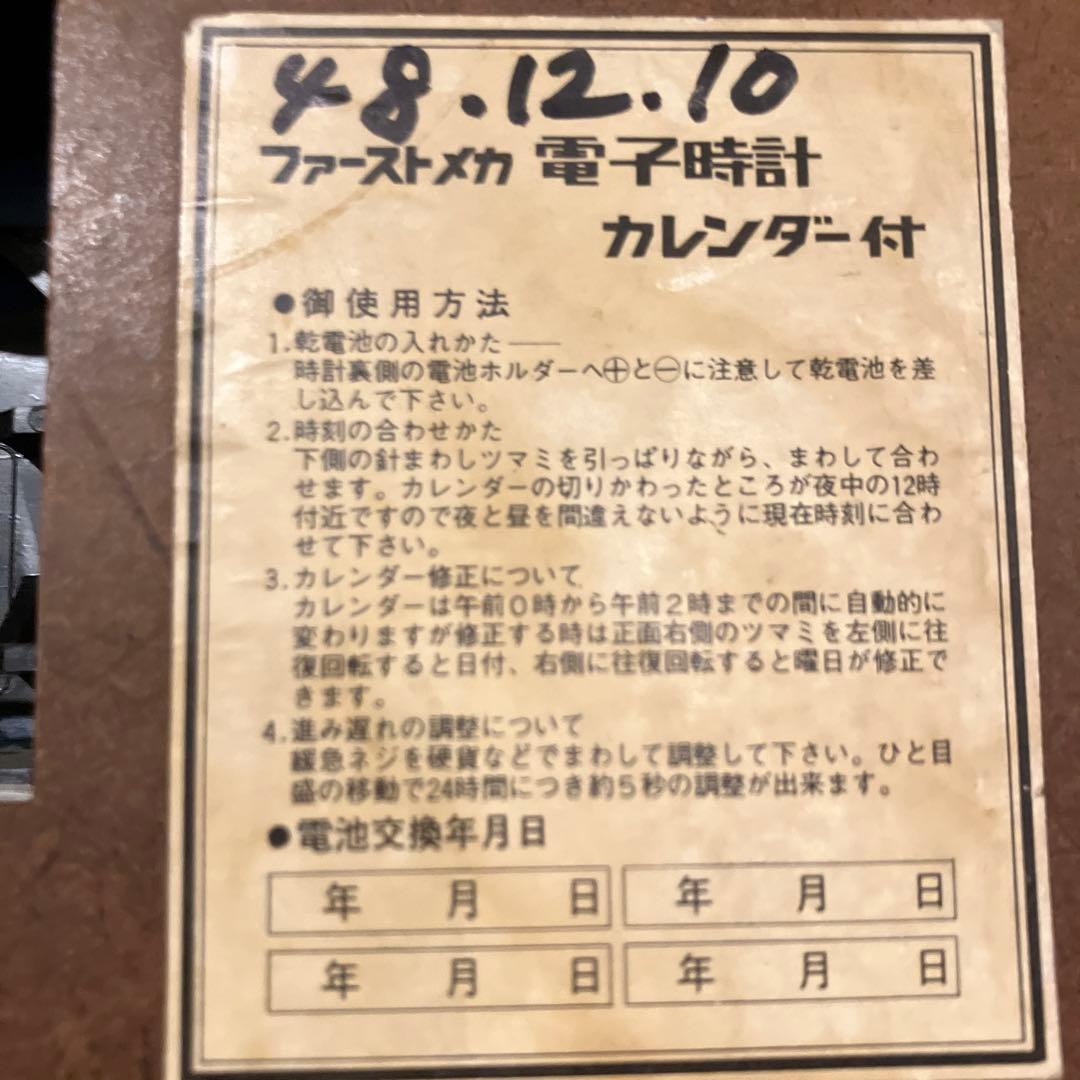 48.12.10
ファーストメカ 電子時計
カレンダー付
●御使用方法
1.乾電池の入れかた――
時計裏側の電池ホルダーへ⊕と⊖に注意して乾電池を差
し込んで下さい。
2.時刻の合わせかた
下側の針まわしツマミを引っぱりながら、まわして合わ
せます。カレンダーの切りかわったところが夜中の12時
付近ですので夜と昼を間違えないように現在時刻に合わ
せて下さい。
3.カレンダー修正について
カレンダーは午前0時から午前2時までの間に自動的に
変わりますが修正する時は正面右側のツマミを左側に往
復回転すると日付、右側に往復回転すると曜日が修正で
きます。
4.進み遅れの調整について
緩急ネジを硬貨などでまわして調整して下さい。ひと目
盛の移動で24時間につき約5秒の調整が出来ます。
●電池交換年月日
年 月 日 年 月 日
年 月 日 年 月 日